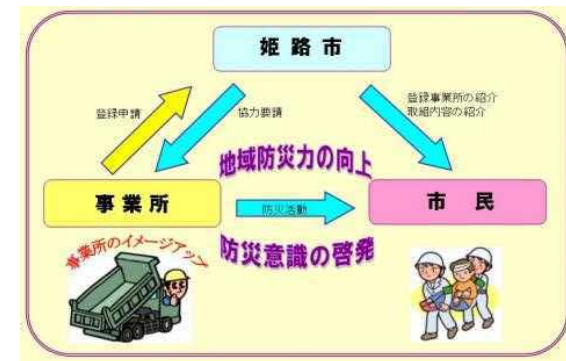 姫路市
登録申請
協力要請
登録事業所の紹介
取組内容の紹介
地域防災力の向上
事業所
防災活動
市民
防災意識の啓発
事業所のイメージアップ